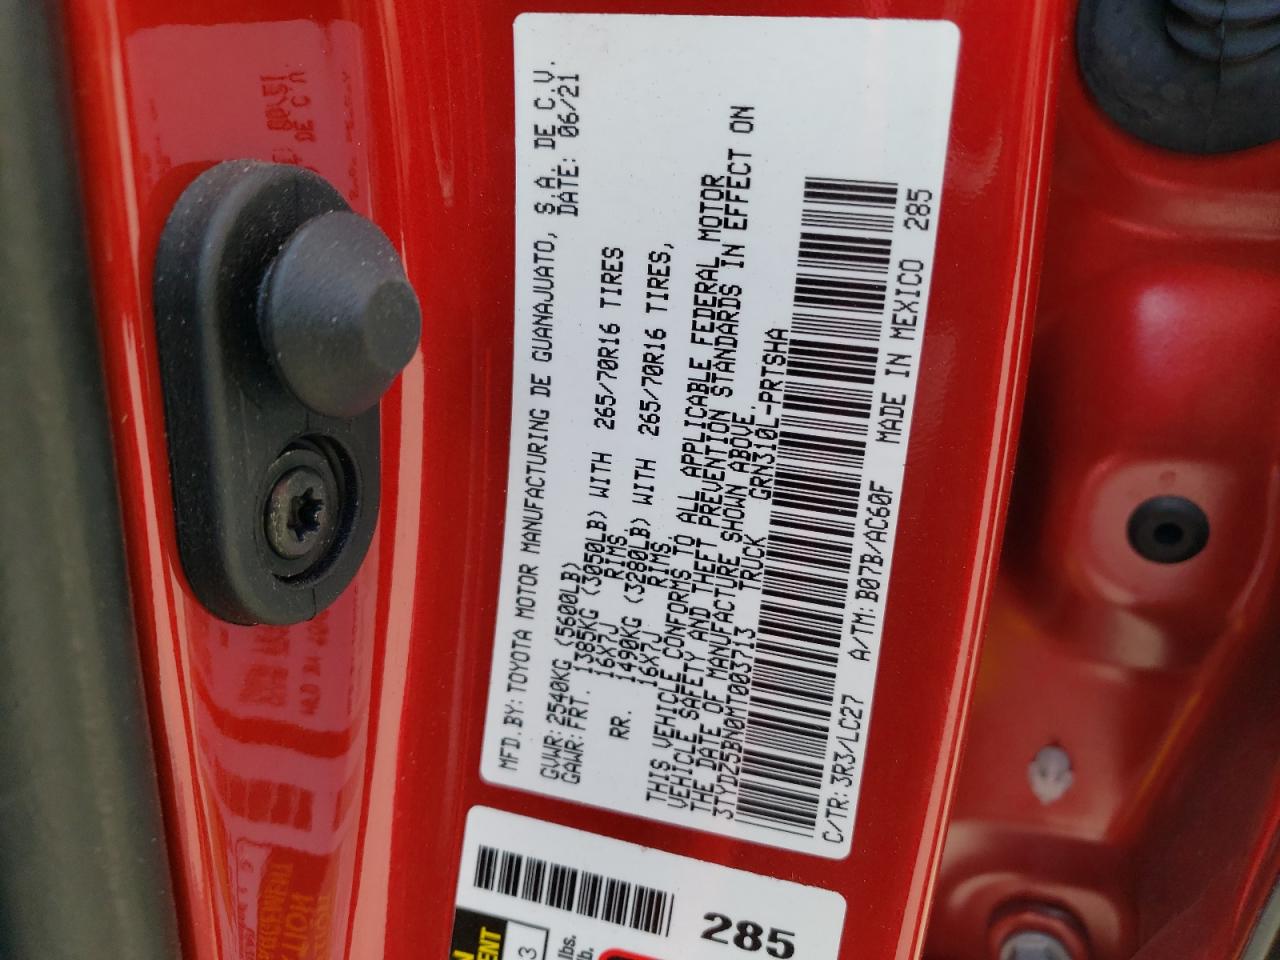 MFD.BY:TOYOTA MOTOR MANUFACTURING DE GUANAJUATO, S.A. DE C.V.
DATE: 06/21
GVWR:2540KG (5600LB)
GAWR:FRT. 1385KG (3050LB) WITH 265/70R16 TIRES
16X7J RIMS,
RR. 1490KG (3280LB) WITH 265/70R16 TIRES,
16X7J RIMS
THIS VEHICLE CONFORMS TO ALL APPLICABLE FEDERAL MOTOR
VEHICLE SAFETY AND THEFT PREVENTION STANDARDS IN EFFECT ON
THE DATE OF MANUFACTURE SHOWN ABOVE.
3TYDZ5BN0MT003713 TRUCK GRN310L-PRTSHA
C/TR: 3R3/LC27 A/TM: B07B/AC60F MADE IN MEXICO 285
285
3
lbs.